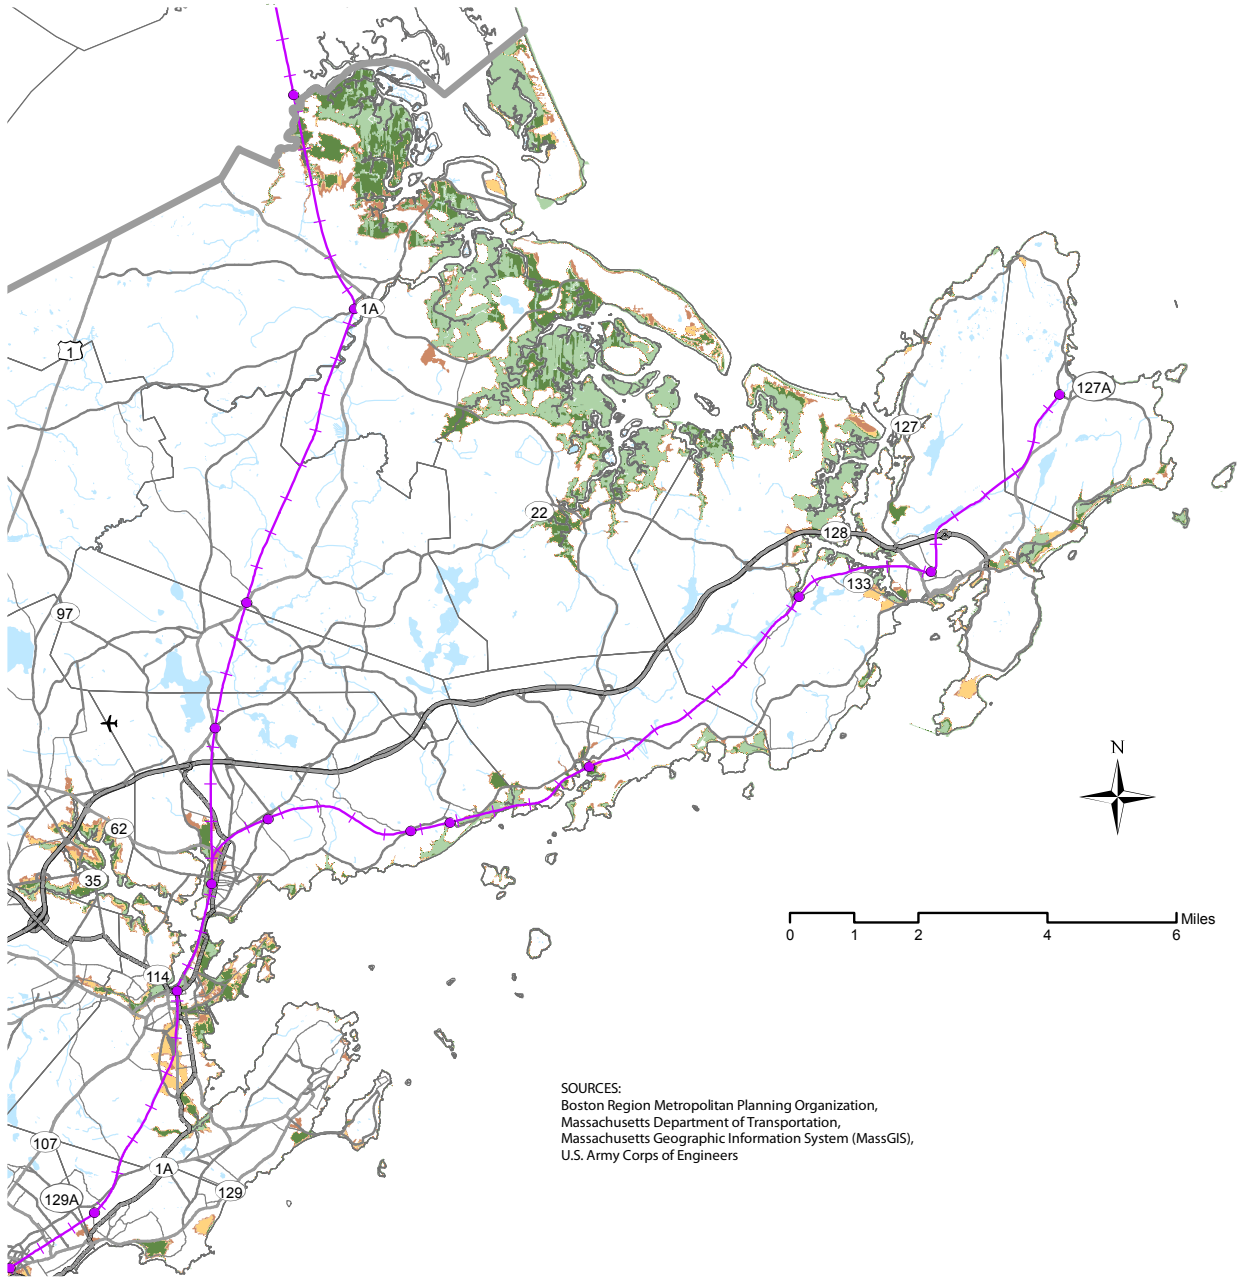 1A
1
127A
127
22
128
133
97
N
62
35
Miles
0 1 2 4 6
114
SOURCES:
Boston Region Metropolitan Planning Organization,
Massachusetts Department of Transportation,
Massachusetts Geographic Information System (MassGIS),
U.S. Army Corps of Engineers
107
1A
129A
129